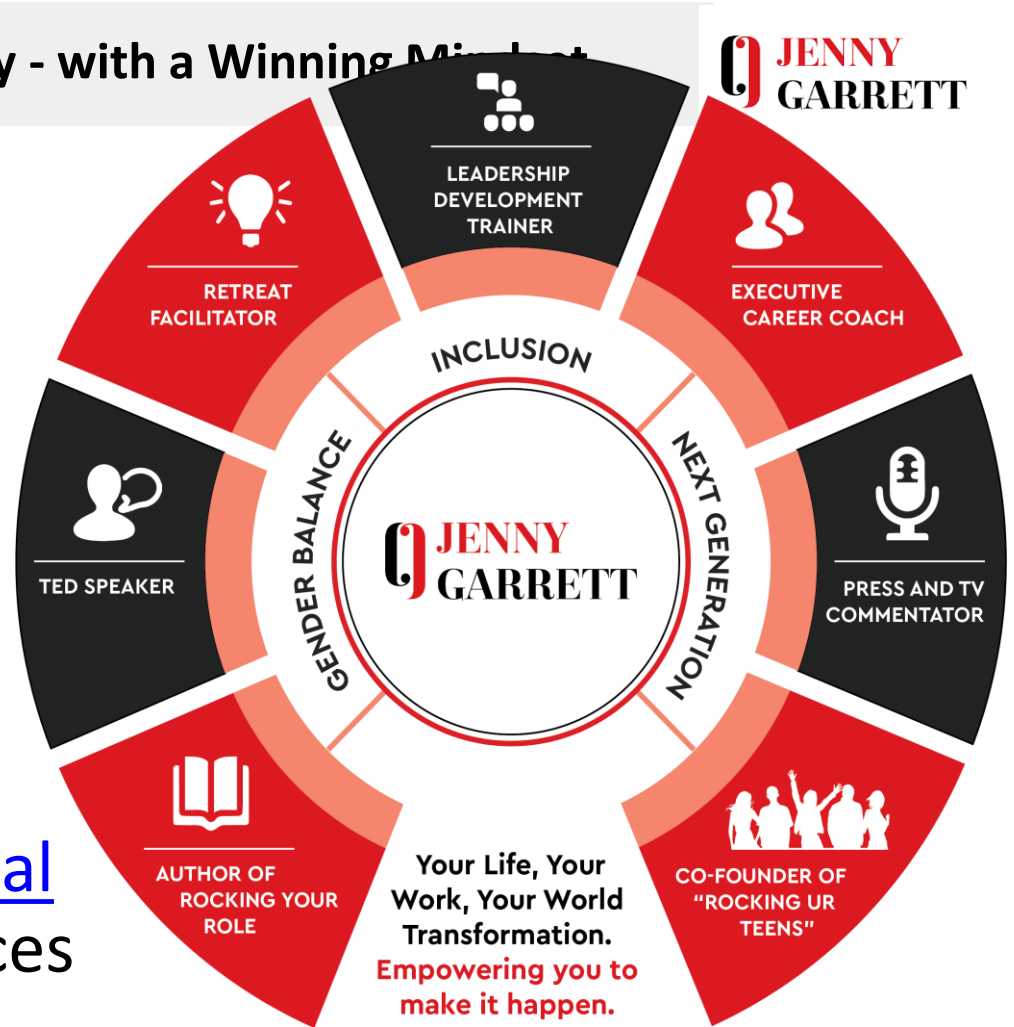 y - with a Winning Mindset
JENNY
GARRETT
LEADERSHIP
DEVELOPMENT
TRAINER
RETREAT
FACILITATOR
EXECUTIVE
CAREER COACH
INCLUSION
GENDER BALANCE
NEXT GENERATION
TED SPEAKER
JENNY
GARRETT
PRESS AND TV
COMMENTATOR
AUTHOR OF
ROCKING YOUR
ROLE
Your Life, Your
Work, Your World
Transformation.
Empowering you to
make it happen.
CO-FOUNDER OF
“ROCKING UR
TEENS”
al
ces